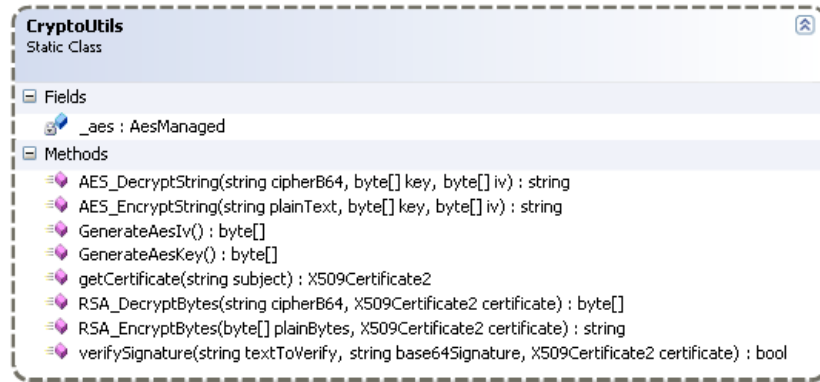 CryptoUtils
Static Class
Fields
_aes : AesManaged
Methods
AES_DecryptString(string cipherB64, byte[] key, byte[] iv) : string
AES_EncryptString(string plainText, byte[] key, byte[] iv) : string
GenerateAesIv() : byte[]
GenerateAesKey() : byte[]
getCertificate(string subject) : X509Certificate2
RSA_DecryptBytes(string cipherB64, X509Certificate2 certificate) : byte[]
RSA_EncryptBytes(byte[] plainBytes, X509Certificate2 certificate) : string
verifySignature(string textToVerify, string base64Signature, X509Certificate2 certificate) : bool